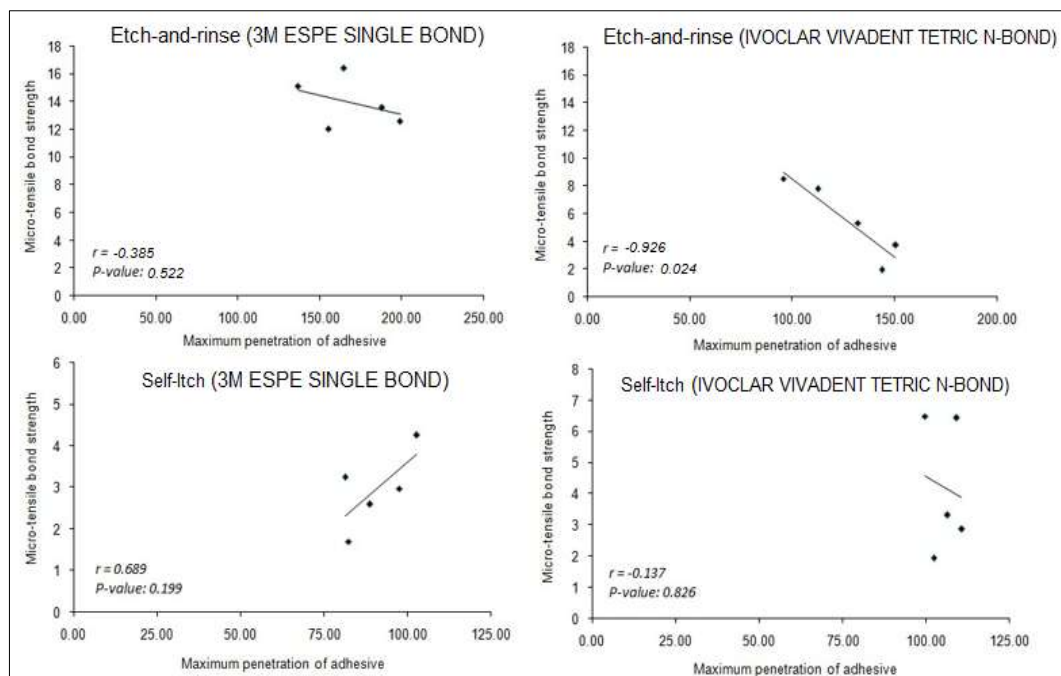 Etch-and-rinse (3M ESPE SINGLE BOND)
Micro-tensile bond strength
18
16
14
12
10
8
6
4
2
0
r = -0.385
P-value: 0.522
0.00 50.00 100.00 150.00 200.00 250.00
Maximum penetration of adhesive
Etch-and-rinse (IVOCLAR VIVADENT TETRIC N-BOND)
Micro-tensile bond strength
18
16
14
12
10
8
6
4
2
0
r = -0.926
P-value: 0.024
0.00 50.00 100.00 150.00 200.00
Maximum penetration of adhesive
Self-Itch (3M ESPE SINGLE BOND)
Micro-tensile bond strength
6
5
4
3
2
1
0
r = 0.689
P-value: 0.199
0.00 25.00 50.00 75.00 100.00 125.00
Maximum penetration of adhesive
Self-Itch (IVOCLAR VIVADENT TETRIC N-BOND)
Micro-tensile bond strength
8
7
6
5
4
3
2
1
0
r = -0.137
P-value: 0.826
0.00 25.00 50.00 75.00 100.00 125.00
Maximum penetration of adhesive